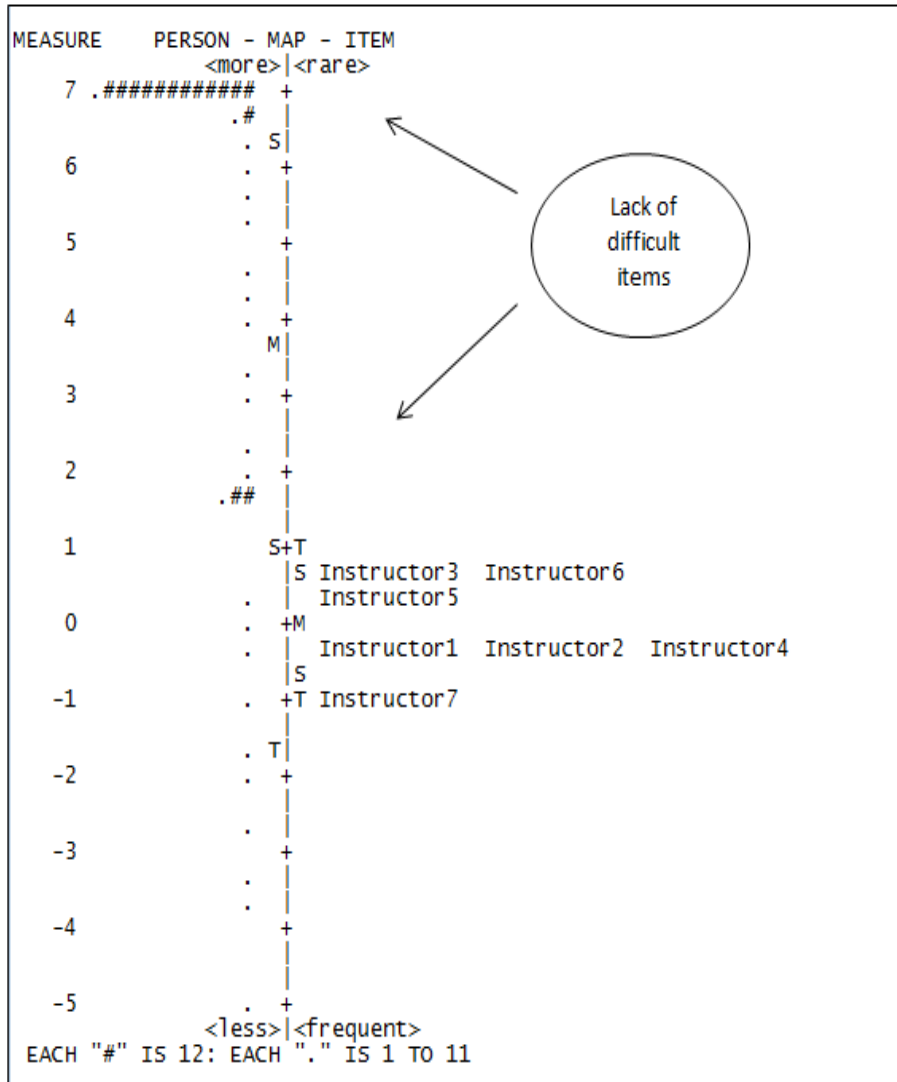 MEASURE PERSON - MAP - ITEM
<more>|<rare>
7 .############ +
.# |
. S|
6 . +
. |
. |
5 +
. |
. |
4 . +
M|
. |
3 . +
|
. |
2 . +
.## |
|
1 S+T
|S Instructor3 Instructor6
. | Instructor5
0 . +M
. | Instructor1 Instructor2 Instructor4
|S
-1 . +T Instructor7
|
. T|
-2 . +
|
. |
-3 +
. |
. |
-4 +
|
|
-5 . +
<less>|<frequent>
EACH "#" IS 12: EACH "." IS 1 TO 11
Lack of
difficult
items